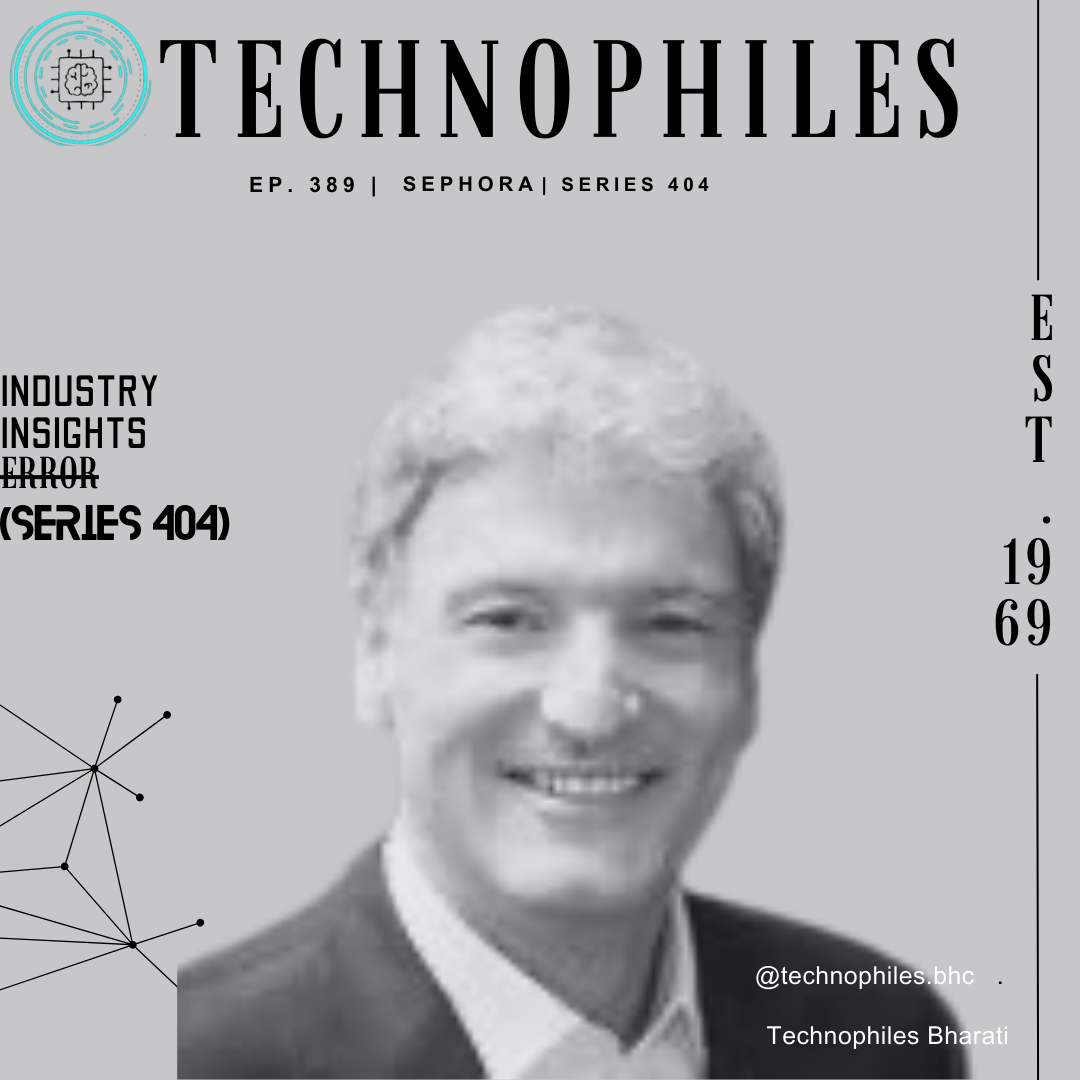 TECHNOPHILES
EP. 389 | SEPHORA | SERIES 404
INDUSTRY
INSIGHTS
ERROR
(SERIES 404)
EST
.
19
69
@technophiles.bhc .
Technophiles Bharati